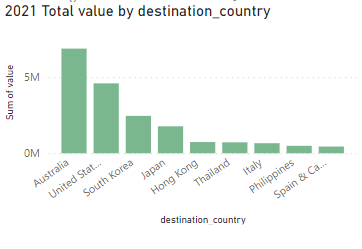 2021 Total value by destination_country
Sum of value
5M
0M
Australia
United Stat...
South Korea
Japan
Hong Kong
Thailand
Italy
Philippines
Spain & Ca...
destination_country